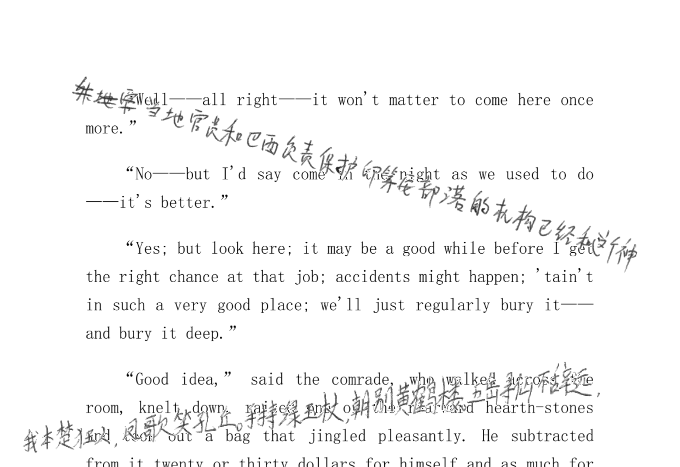 “Well——all right——it won't matter to come here once
more.”
当地官员和巴西负责保护印第安部落的机构已经和这个神
“No——but I'd say come in the night as we used to do
——it's better.”
“Yes; but look here; it may be a good while before I get
the right chance at that job; accidents might happen; 'tain't
in such a very good place; we'll just regularly bury it——
and bury it deep.”
“Good idea,” said the comrade, who walked across the
room, knelt down, raised one of the rearward hearth-stones
and took out a bag that jingled pleasantly. He subtracted
from it twenty or thirty dollars for himself and as much for
我本楚狂人,凤歌笑孔丘。手持绿玉杖,朝别黄鹤楼。五岳寻仙不辞远,